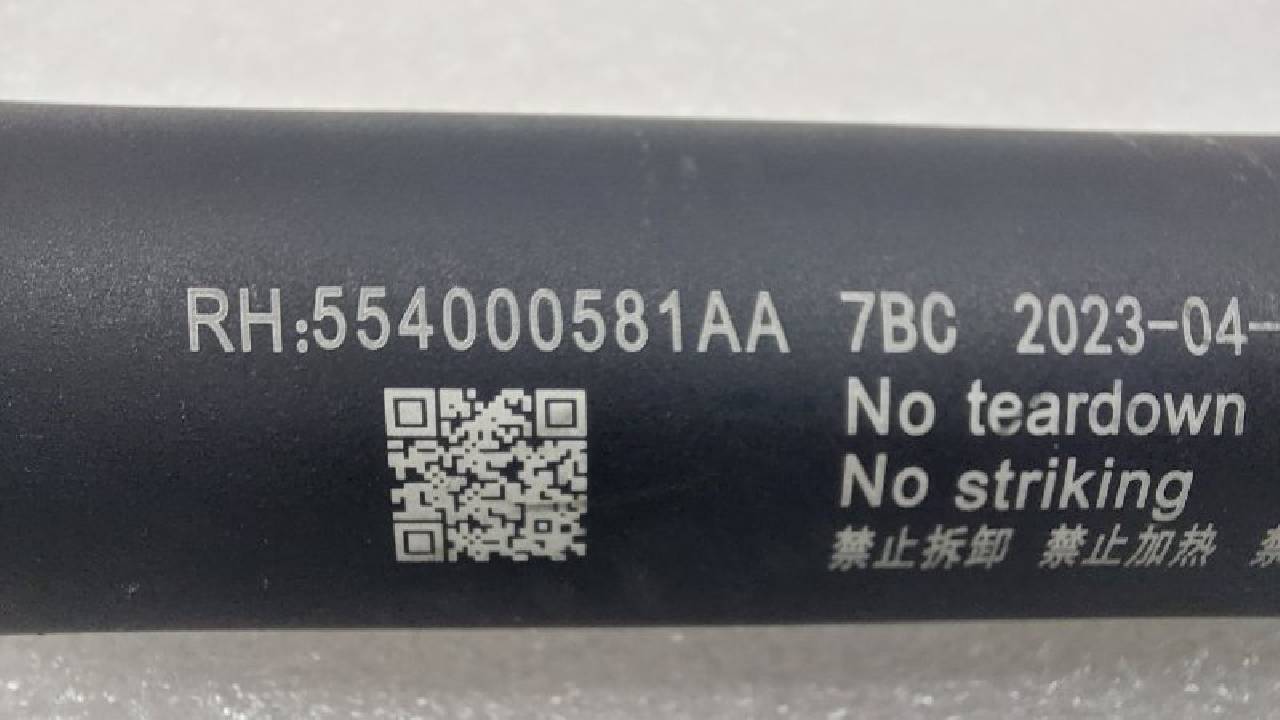 RH:554000581AA 7BC 2023-04-
No teardown
No striking
禁止拆卸 禁止加热